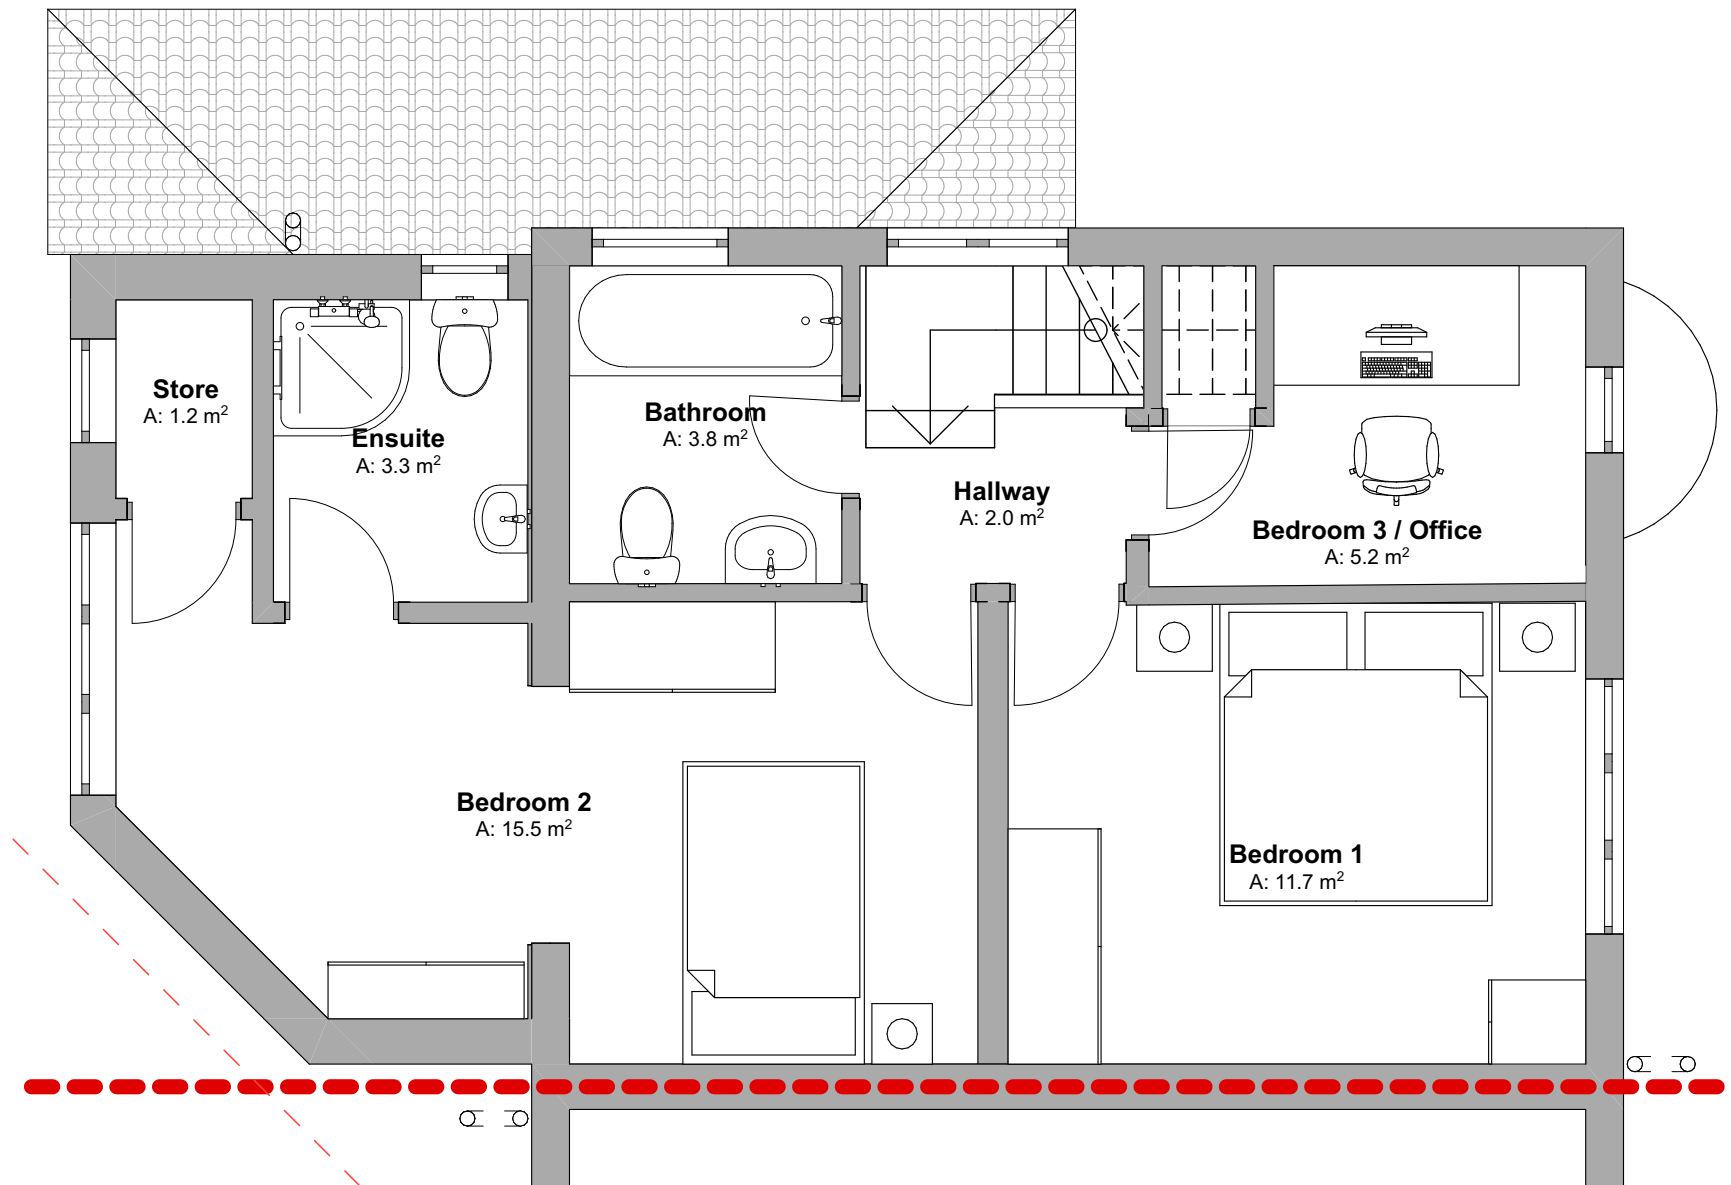 Store
A: 1.2 m²
Ensuite
A: 3.3 m²
Bathroom
A: 3.8 m²
Hallway
A: 2.0 m²
Bedroom 3 / Office
A: 5.2 m²
Bedroom 2
A: 15.5 m²
Bedroom 1
A: 11.7 m²